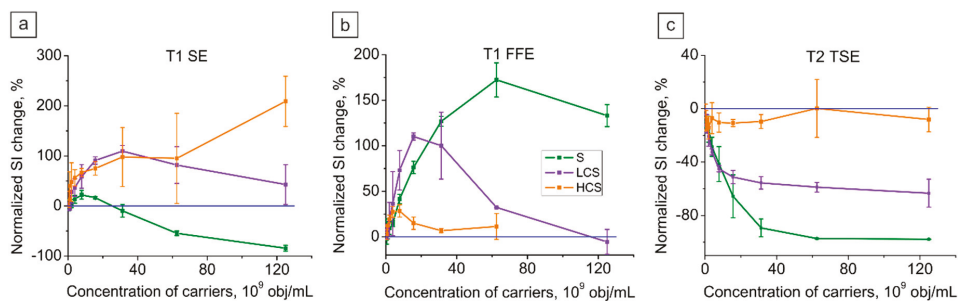 a
T1 SE
Normalized SI change, %
300
200
100
0
-100
0
40
80
120
Concentration of carriers, 10⁹ obj/mL
b
T1 FFE
Normalized SI change, %
200
150
100
50
0
0
40
80
120
S
LCS
HCS
Concentration of carriers, 10⁹ obj/mL
c
T2 TSE
Normalized SI change, %
40
0
-40
-80
0
40
80
120
Concentration of carriers, 10⁹ obj/mL